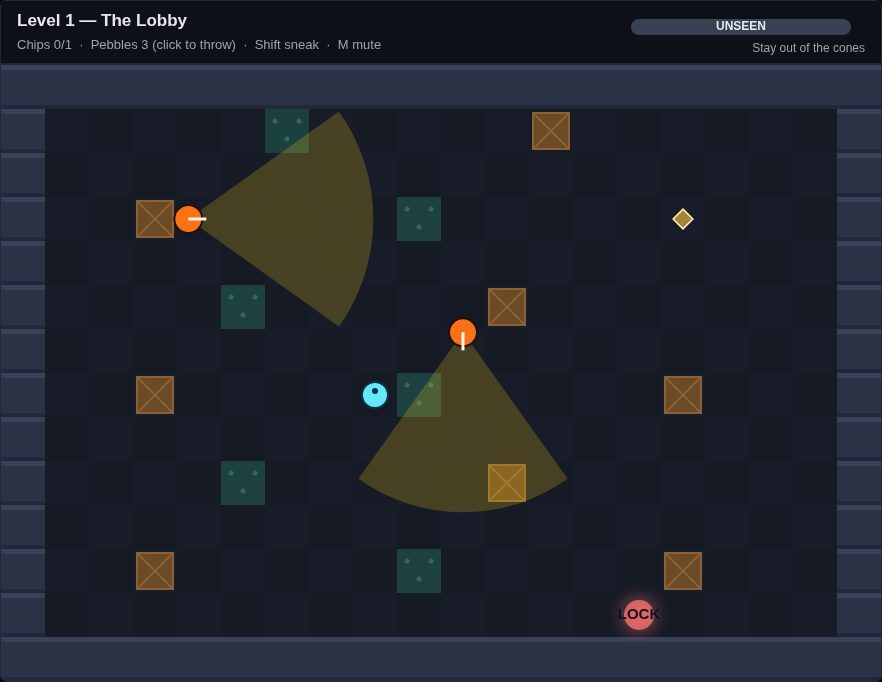 Level 1 — The Lobby
UNSEEN
Chips 0/1 · Pebbles 3 (click to throw) · Shift sneak · M mute
Stay out of the cones
LOCK